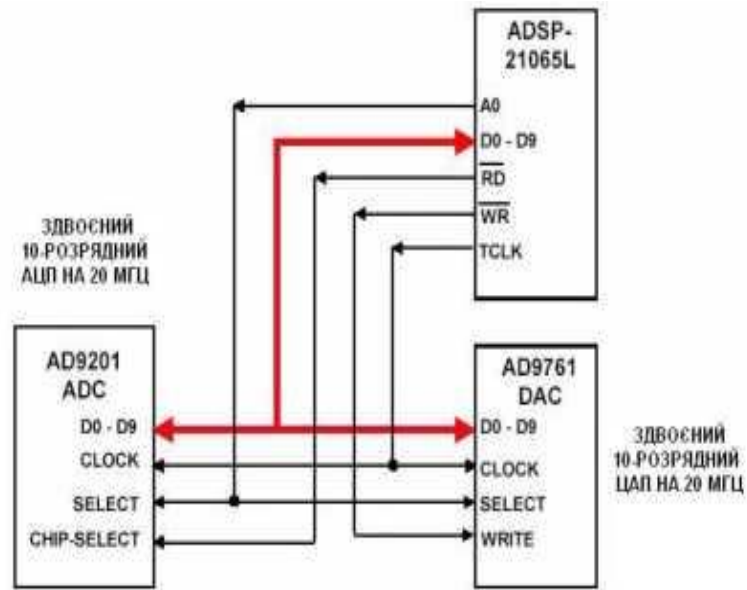 ADSP-
21065L
A0
D0 - D9
RD
WR
TCLK
ЗДВОЄНИЙ
10-РОЗРЯДНИЙ
АЦП НА 20 МГЦ
AD9201
ADC
D0 - D9
CLOCK
SELECT
CHIP-SELECT
AD9761
DAC
D0 - D9
CLOCK
SELECT
WRITE
ЗДВОЄНИЙ
10-РОЗРЯДНИЙ
ЦАП НА 20 МГЦ